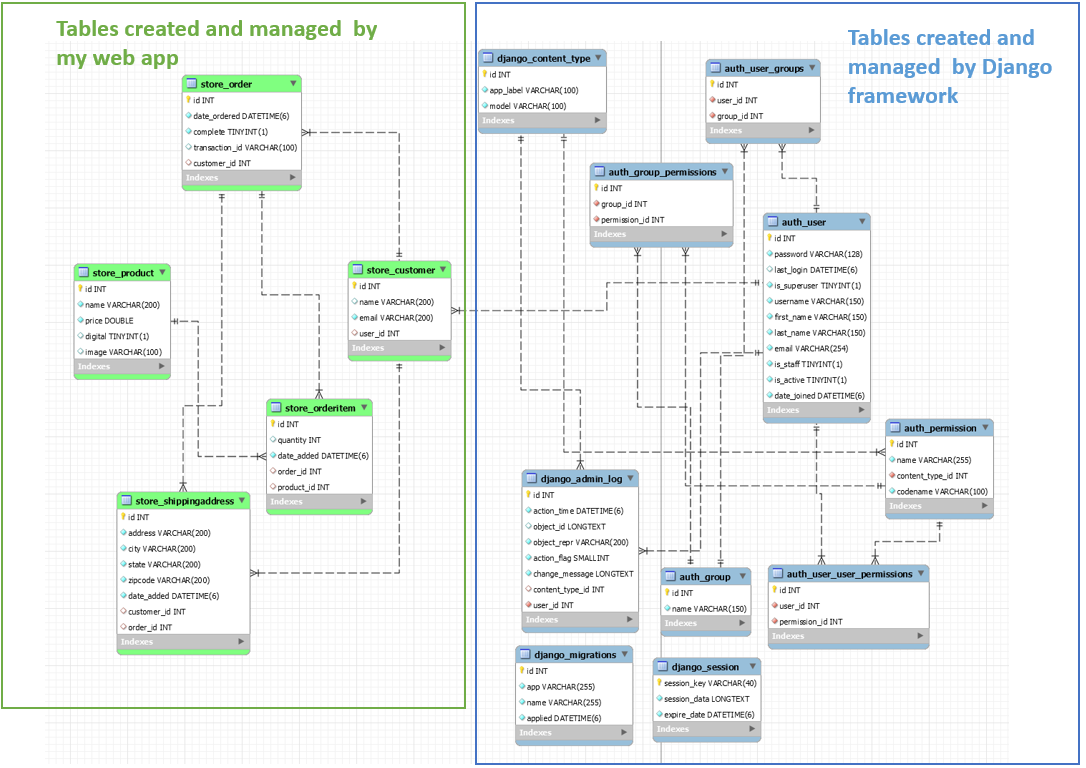 Tables created and managed  by
my web app
store_order
id INT
date_ordered DATETIME(6)
complete TINYINT(1)
transaction_id VARCHAR(100)
customer_id INT
Indexes
store_product
id INT
name VARCHAR(200)
price DOUBLE
digital TINYINT(1)
image VARCHAR(100)
Indexes
store_customer
id INT
name VARCHAR(200)
email VARCHAR(200)
user_id INT
Indexes
store_orderitem
id INT
quantity INT
date_added DATETIME(6)
order_id INT
product_id INT
Indexes
store_shippingaddress
id INT
address VARCHAR(200)
city VARCHAR(200)
state VARCHAR(200)
zipcode VARCHAR(200)
date_added DATETIME(6)
customer_id INT
order_id INT
Indexes
Tables created and
managed  by Django
framework
django_content_type
id INT
app_label VARCHAR(100)
model VARCHAR(100)
Indexes
auth_user_groups
id INT
user_id INT
group_id INT
Indexes
auth_group_permissions
id INT
group_id INT
permission_id INT
Indexes
auth_user
id INT
password VARCHAR(128)
last_login DATETIME(6)
is_superuser TINYINT(1)
username VARCHAR(150)
first_name VARCHAR(150)
last_name VARCHAR(150)
email VARCHAR(254)
is_staff TINYINT(1)
is_active TINYINT(1)
date_joined DATETIME(6)
Indexes
auth_permission
id INT
name VARCHAR(255)
content_type_id INT
codename VARCHAR(100)
Indexes
django_admin_log
id INT
action_time DATETIME(6)
object_id LONGTEXT
object_repr VARCHAR(200)
action_flag SMALLINT
change_message LONGTEXT
content_type_id INT
user_id INT
Indexes
auth_group
id INT
name VARCHAR(150)
Indexes
auth_user_user_permissions
id INT
user_id INT
permission_id INT
Indexes
django_migrations
id INT
app VARCHAR(255)
name VARCHAR(255)
applied DATETIME(6)
Indexes
django_session
session_key VARCHAR(40)
session_data LONGTEXT
expire_date DATETIME(6)
Indexes